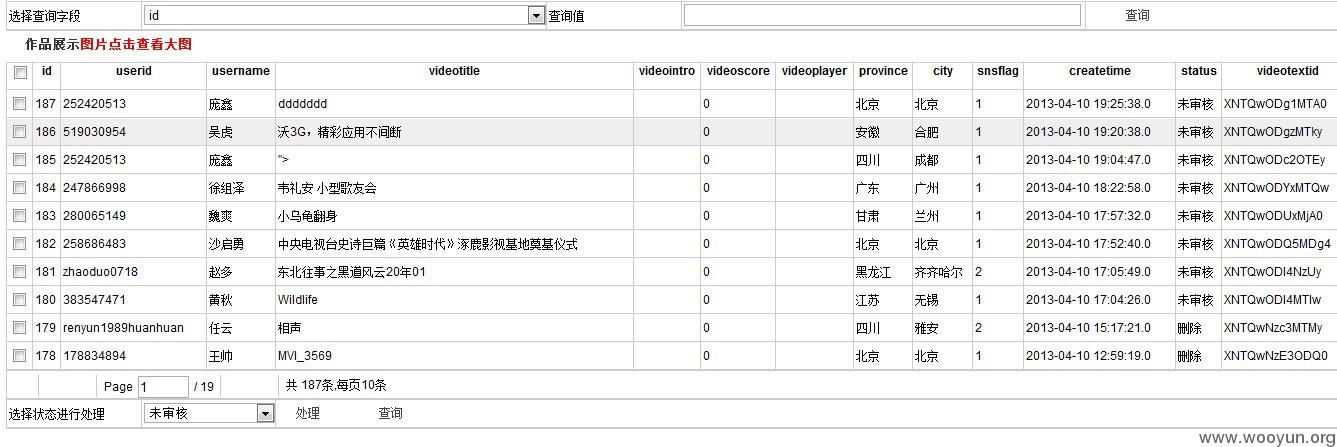 选择查询字段 id 查询值 查询
作品展示图片点击查看大图
id userid username videotitle videointro videoscore videoplayer province city snsflag createtime status videotextid
187 252420513 庞鑫 ddddddd 0 北京 北京 1 2013-04-10 19:25:38.0 未审核 XNTQwODg1MTA0
186 519030954 吴虎 沃3G，精彩应用不间断 0 安徽 合肥 1 2013-04-10 19:20:38.0 未审核 XNTQwODgzMTky
185 252420513 庞鑫 "> 0 四川 成都 1 2013-04-10 19:04:47.0 未审核 XNTQwODc2OTEy
184 247866998 徐组泽 韦礼安 小型歌友会 0 广东 广州 1 2013-04-10 18:22:58.0 未审核 XNTQwODYxMTQw
183 280065149 魏爽 小乌龟翻身 0 甘肃 兰州 1 2013-04-10 17:57:32.0 未审核 XNTQwODUxMjA0
182 258686483 沙启勇 中央电视台史诗巨篇《英雄时代》涿鹿影视基地奠基仪式 0 北京 北京 1 2013-04-10 17:52:40.0 未审核 XNTQwODQ5MDg4
181 zhaoduo0718 赵多 东北往事之黑道风云20年01 0 黑龙江 齐齐哈尔 2 2013-04-10 17:05:49.0 未审核 XNTQwODI4NzUy
180 383547471 黄秋 Wildlife 0 江苏 无锡 1 2013-04-10 17:04:26.0 未审核 XNTQwODI4MTIw
179 renyun1989huanhuan 任云 相声 0 四川 雅安 2 2013-04-10 15:17:21.0 删除 XNTQwNzc3MTMy
178 178834894 王帅 MVI_3569 0 北京 北京 1 2013-04-10 12:59:19.0 删除 XNTQwNzE3ODQ0
Page 1 / 19 共 187条,每页10条
选择状态进行处理 未审核 处理 查询
www.wooyun.org